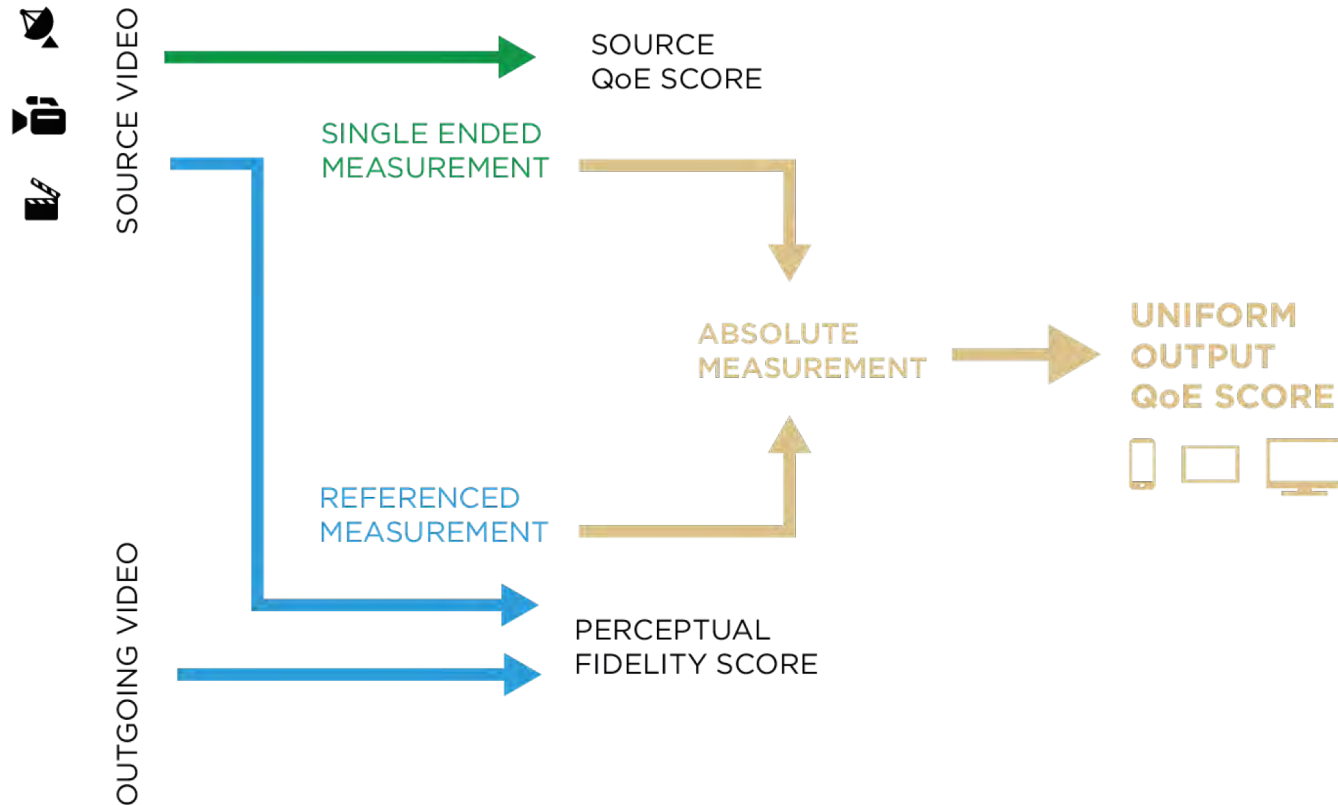 SOURCE VIDEO
SOURCE
QoE SCORE
SINGLE ENDED
MEASUREMENT
ABSOLUTE
MEASUREMENT
UNIFORM
OUTPUT
QoE SCORE
REFERENCED
MEASUREMENT
OUTGOING VIDEO
PERCEPTUAL
FIDELITY SCORE